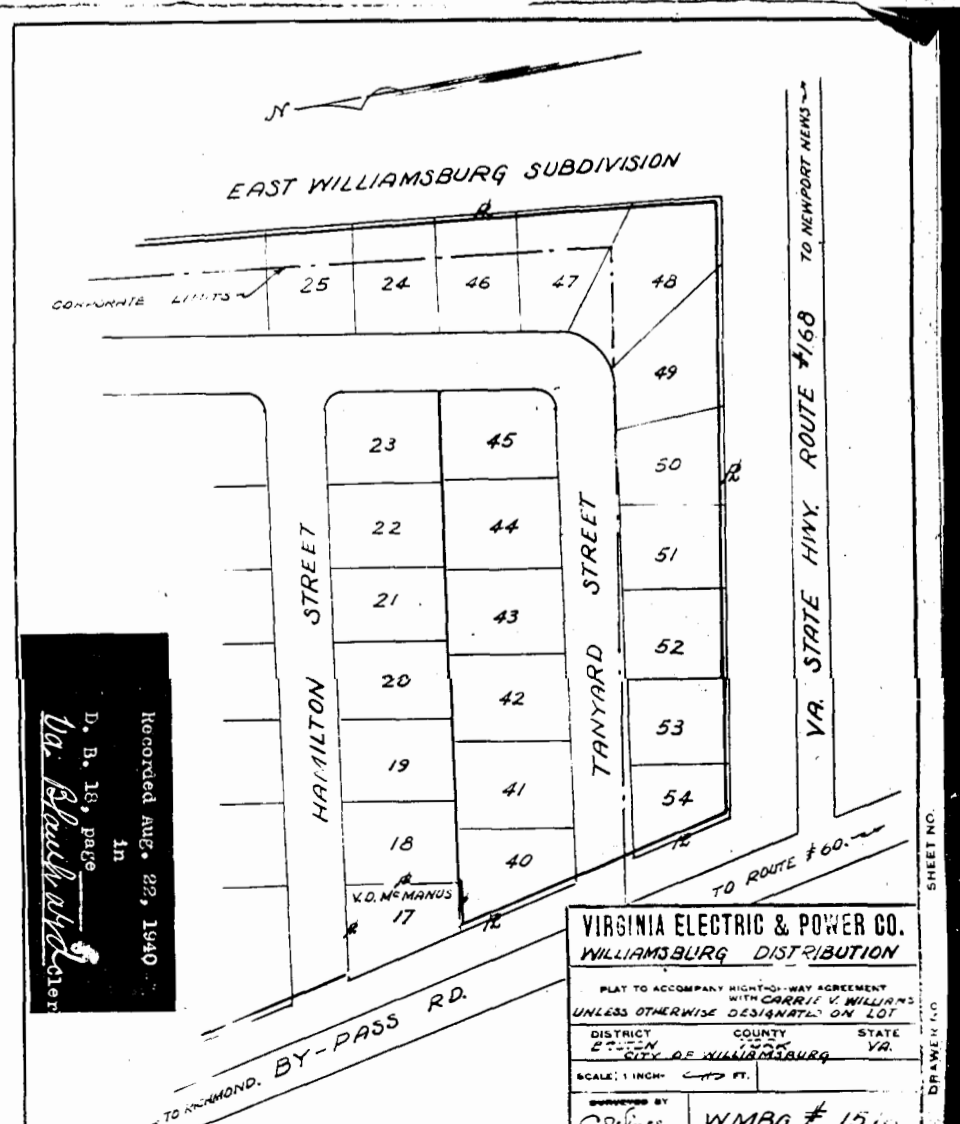 N
EAST WILLIAMSBURG SUBDIVISION
CORPORATE LIMITS
25 24 46 47 48
49
50
51
52
53
54
23 45
22 44
21 43
20 42
19 41
18 40
V.D. McMANUS
17
HAMILTON STREET
TANYARD STREET
VA. STATE HWY. ROUTE #168 TO NEWPORT NEWS
TO ROUTE #60.
TO RICHMOND. BY-PASS RD.
Recorded Aug. 22, 1940
in
D. B. 18, page
Va. Blanchard Cler
VIRGINIA ELECTRIC & POWER CO.
WILLIAMSBURG DISTRIBUTION
PLAT TO ACCOMPANY RIGHT-OF-WAY AGREEMENT
WITH CARRIE V. WILLIAMS
UNLESS OTHERWISE DESIGNATED ON LOT
DISTRICT COUNTY STATE
YORK VA.
CITY OF WILLIAMSBURG
SCALE: 1 INCH- FT.
SURVEYED BY
WMBG #
SHEET NO.
DRAWER NO